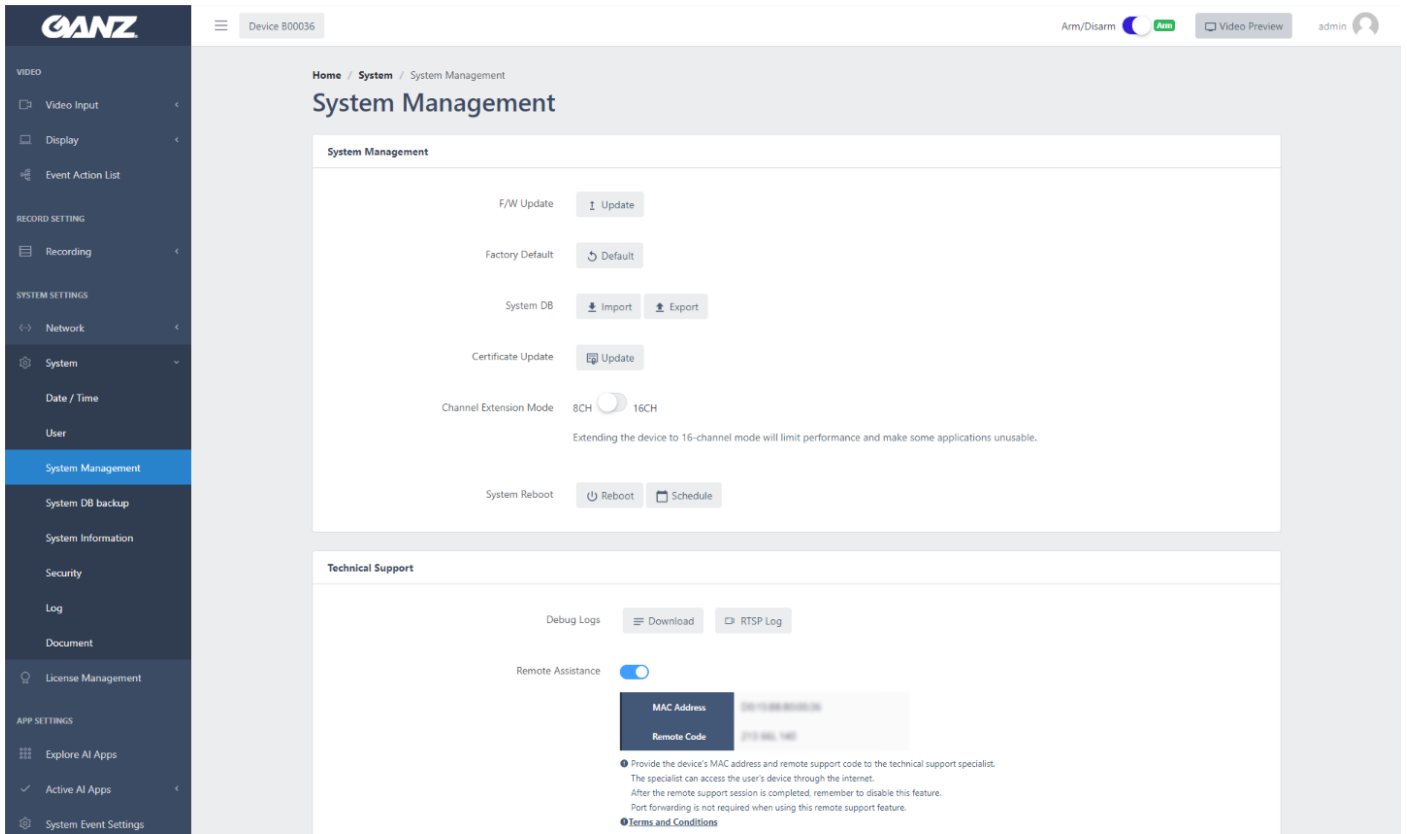 GANZ
Device B00036
Arm/Disarm Arm
Video Preview
admin
VIDEO
Video Input
Display
Event Action List
RECORD SETTING
Recording
SYSTEM SETTINGS
Network
System
Date / Time
User
System Management
System DB backup
System Information
Security
Log
Document
License Management
APP SETTINGS
Explore AI Apps
Active AI Apps
System Event Settings
Home / System / System Management
System Management
System Management
F/W Update Update
Factory Default Default
System DB Import Export
Certificate Update Update
Channel Extension Mode 8CH 16CH
Extending the device to 16-channel mode will limit performance and make some applications unusable.
System Reboot Reboot Schedule
Technical Support
Debug Logs Download RTSP Log
Remote Assistance
MAC Address
Remote Code
Provide the device's MAC address and remote support code to the technical support specialist.
The specialist can access the user's device through the internet.
After the remote support session is completed, remember to disable this feature.
Port forwarding is not required when using this remote support feature.
Terms and Conditions